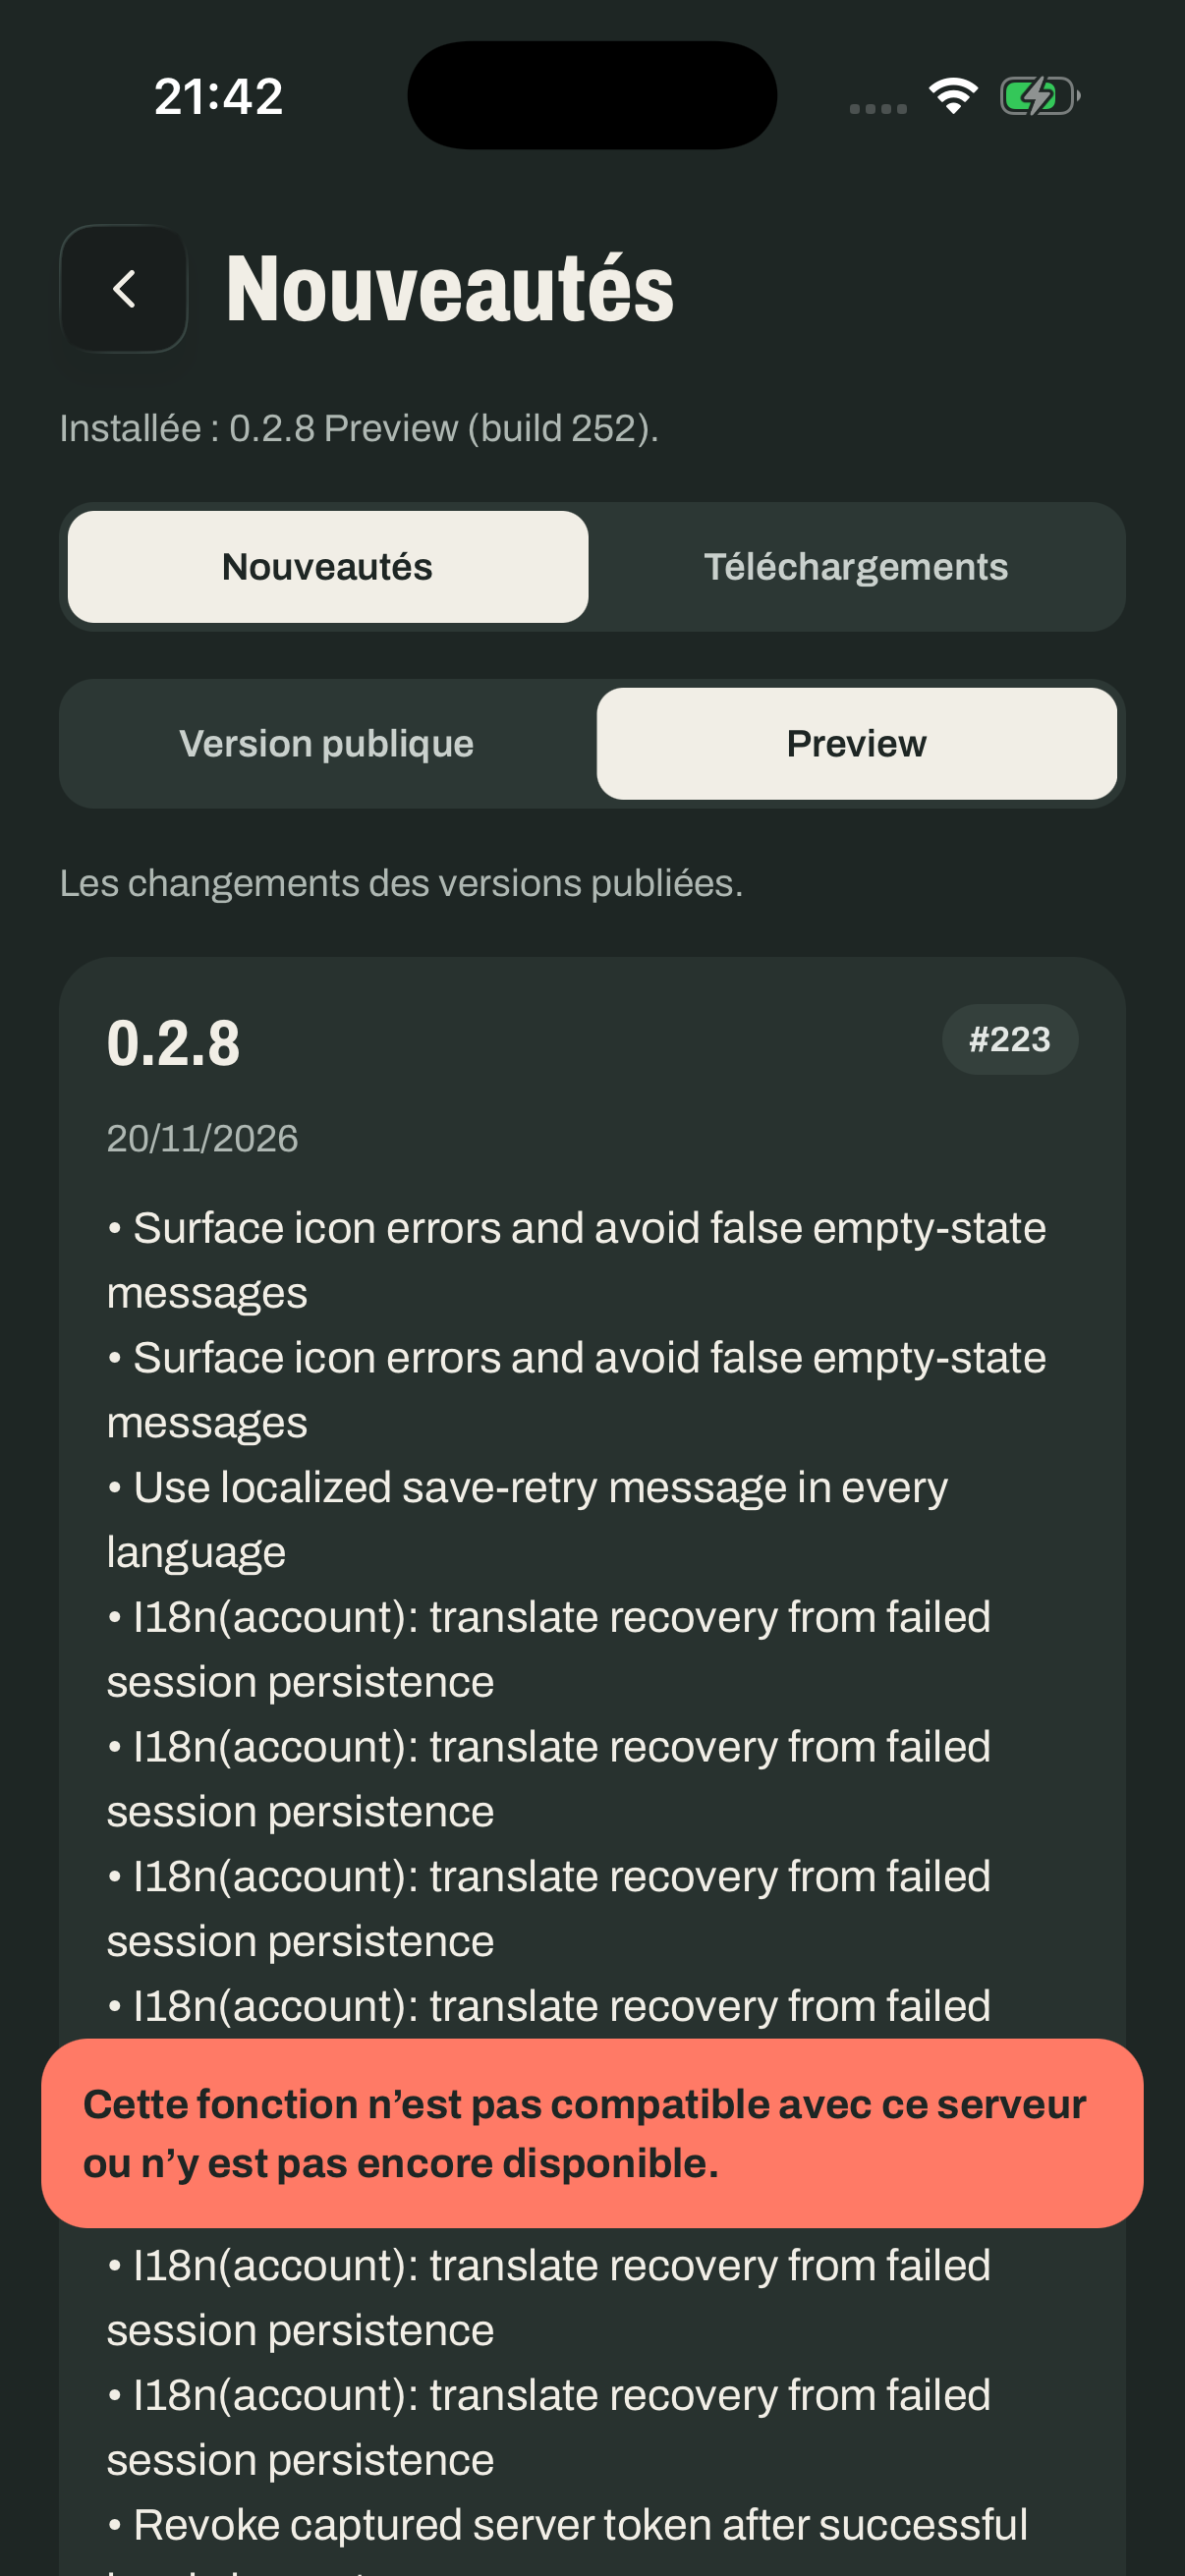 21:42
Nouveautés
Installée : 0.2.8 Preview (build 252).
Nouveautés
Téléchargements
Version publique
Preview
Les changements des versions publiées.
0.2.8
#223
20/11/2026
• Surface icon errors and avoid false empty-state
messages
• Surface icon errors and avoid false empty-state
messages
• Use localized save-retry message in every
language
• I18n(account): translate recovery from failed
session persistence
• I18n(account): translate recovery from failed
session persistence
• I18n(account): translate recovery from failed
session persistence
• I18n(account): translate recovery from failed
Cette fonction n’est pas compatible avec ce serveur
ou n’y est pas encore disponible.
• I18n(account): translate recovery from failed
session persistence
• I18n(account): translate recovery from failed
session persistence
• Revoke captured server token after successful